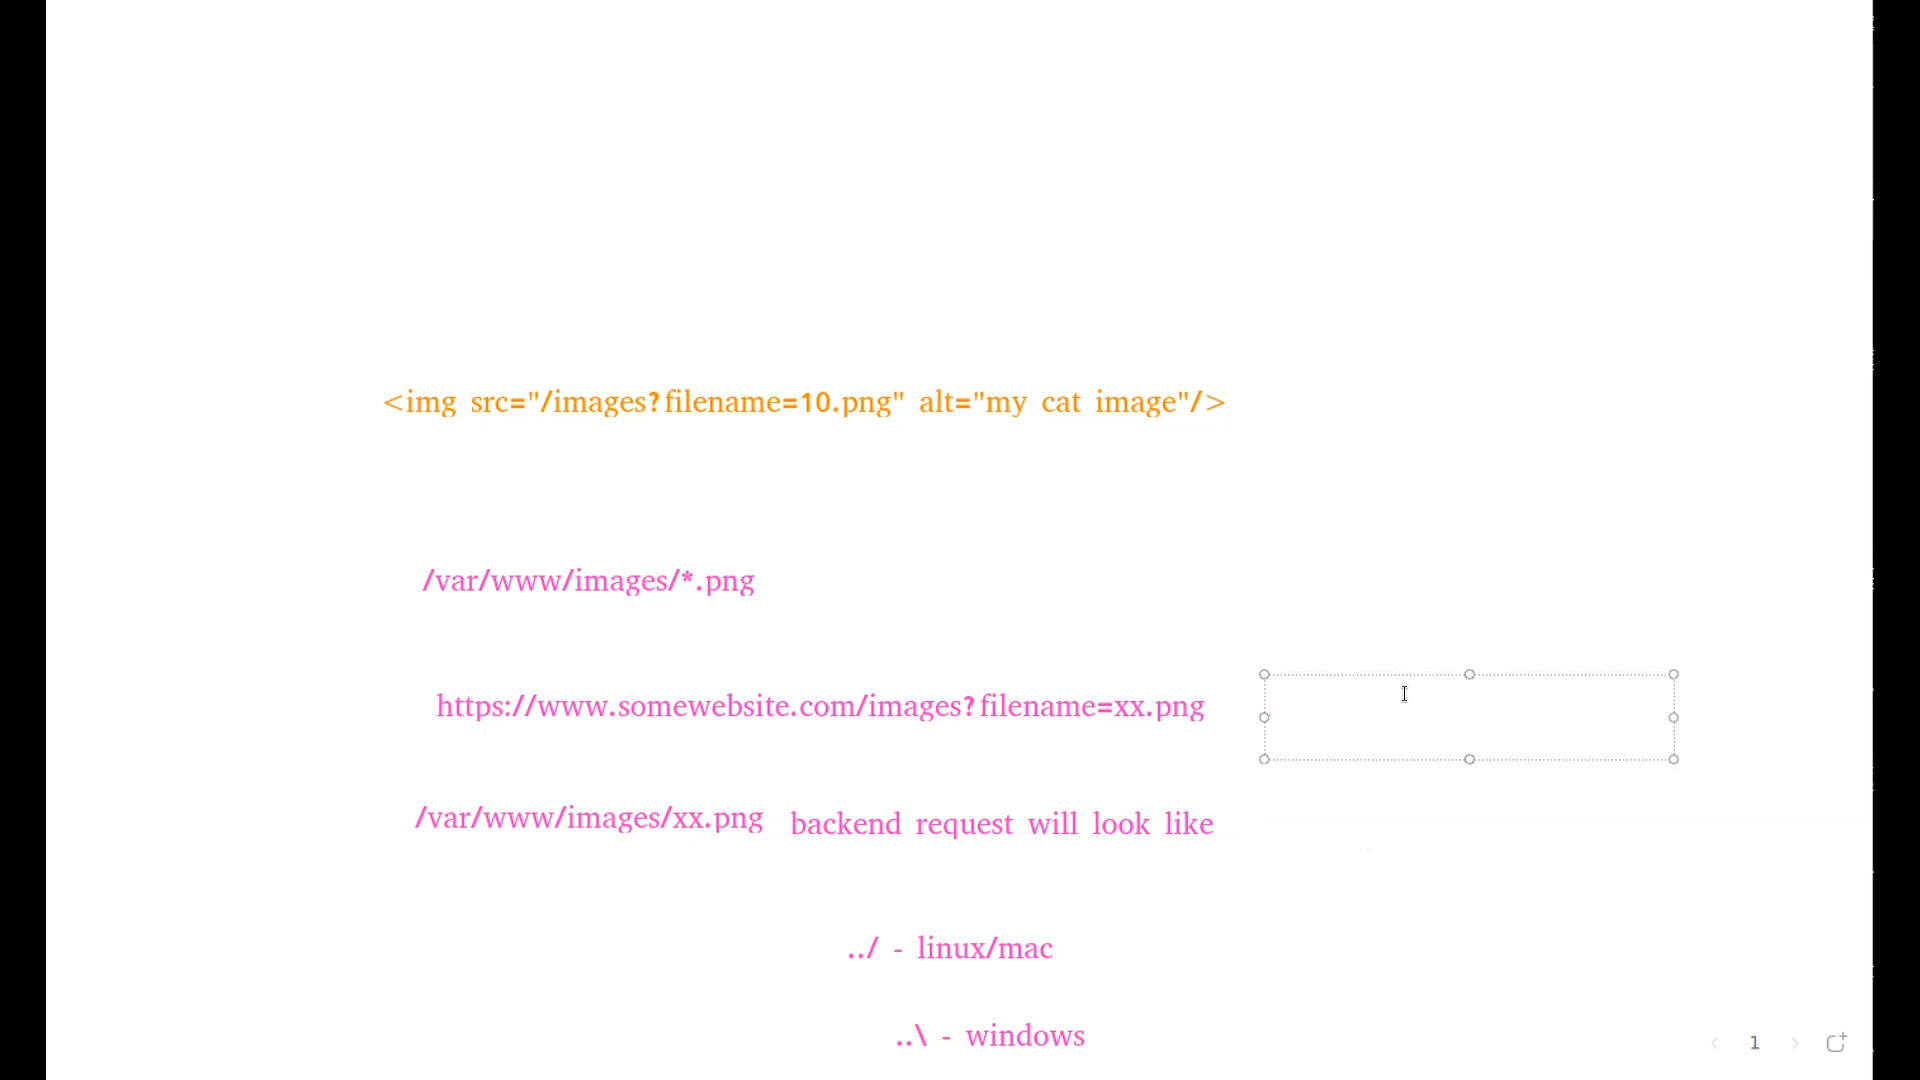 <img src="/images?filename=10.png" alt="my cat image"/>
/var/www/images/*.png
https://www.somewebsite.com/images?filename=xx.png
/var/www/images/xx.png backend request will look like
../ - linux/mac
..\ - windows
1